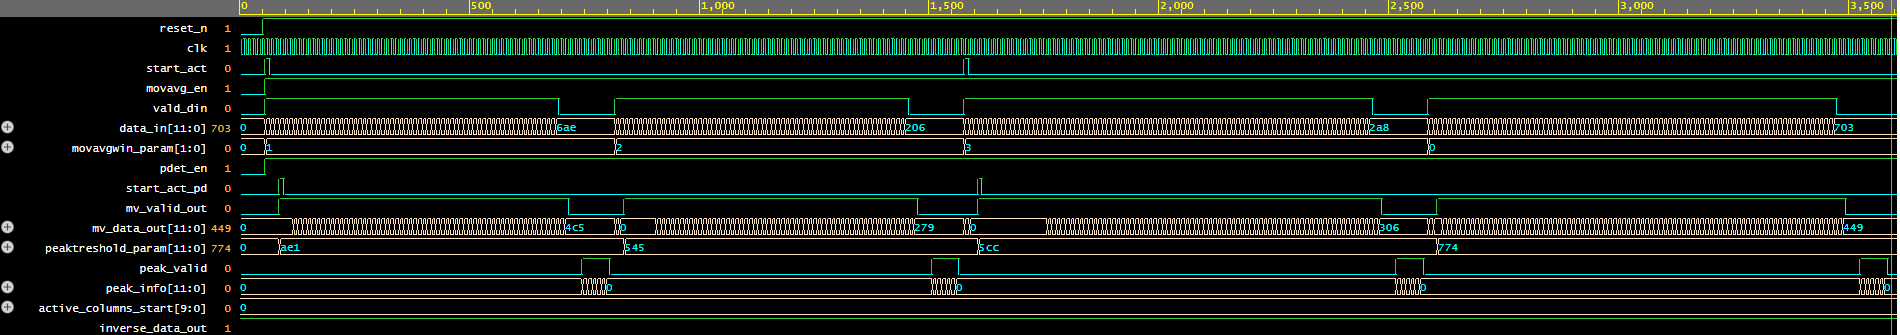 0 500 1,000 1,500 2,000 2,500 3,000 3,500
reset_n 1
clk 1
start_act 0
movavg_en 1
vald_din 0
data_in[11:0] 703 0 6ae 206 2a8 703
movavgwin_param[1:0] 0 0 1 2 3 0
pdet_en 1
start_act_pd 0
mv_valid_out 0
mv_data_out[11:0] 449 0 4c5 0 279 0 306 449
peaktreshold_param[11:0] 774 0 ae1 545 5cc 774
peak_valid 0
peak_info[11:0] 0 0 0 0 0 0
active_columns_start[9:0] 0 0
inverse_data_out 1